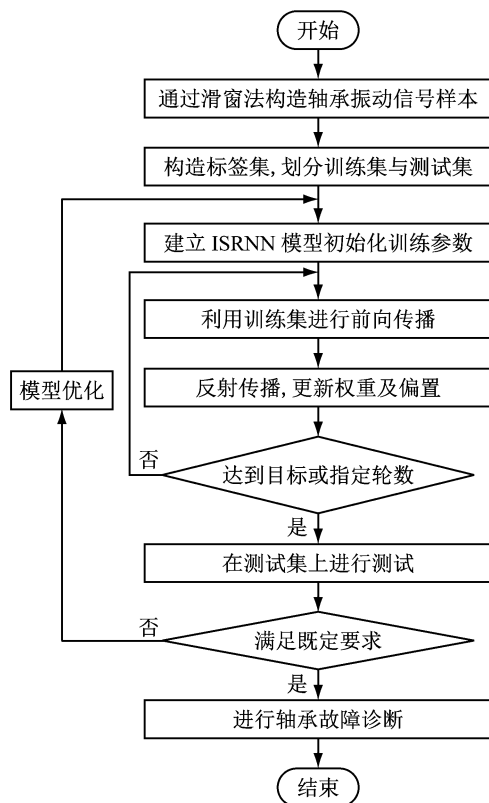 开始
通过滑窗法构造轴承振动信号样本
构造标签集,划分训练集与测试集
建立 ISRNN 模型初始化训练参数
利用训练集进行前向传播
模型优化
反射传播,更新权重及偏置
否
达到目标或指定轮数
是
在测试集上进行测试
否
满足既定要求
是
进行轴承故障诊断
结束